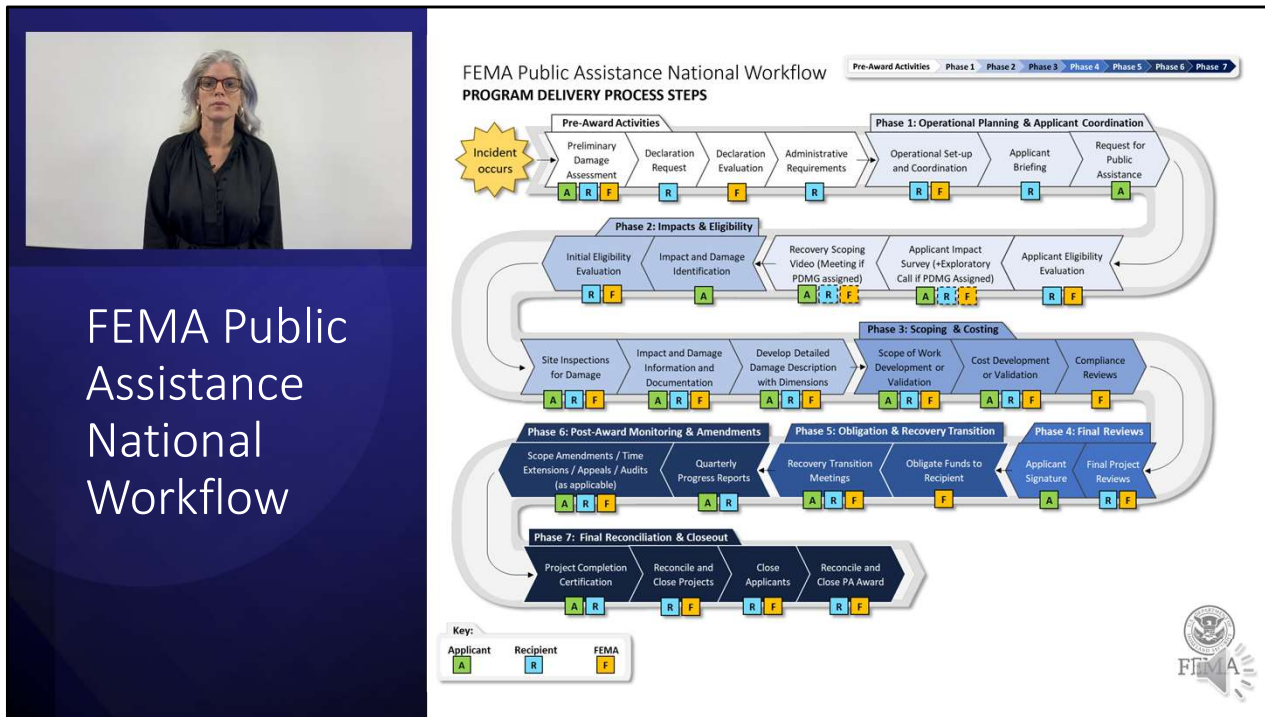 FEMA Public
Assistance
National
Workflow
FEMA Public Assistance National Workflow
PROGRAM DELIVERY PROCESS STEPS
Pre-Award Activities Phase 1 Phase 2 Phase 3 Phase 4 Phase 5 Phase 6 Phase 7
Incident
occurs
Pre-Award Activities
Preliminary
Damage
Assessment
A R F
Declaration
Request
R
Declaration
Evaluation
F
Administrative
Requirements
R
Phase 1: Operational Planning & Applicant Coordination
Operational Set-up
and Coordination
R F
Applicant
Briefing
R
Request for
Public
Assistance
A
Applicant Eligibility
Evaluation
R F
Applicant Impact
Survey (+Exploratory
Call if PDMG Assigned)
A R F
Recovery Scoping
Video (Meeting if
PDMG assigned)
A R F
Phase 2: Impacts & Eligibility
Impact and Damage
Identification
A
Initial Eligibility
Evaluation
R F
Site Inspections
for Damage
A R F
Impact and Damage
Information and
Documentation
A R F
Develop Detailed
Damage Description
with Dimensions
A R F
Phase 3: Scoping & Costing
Scope of Work
Development or
Validation
A R F
Cost Development
or Validation
A R F
Compliance
Reviews
F
Phase 4: Final Reviews
Final Project
Reviews
R F
Applicant
Signature
A
Phase 5: Obligation & Recovery Transition
Obligate Funds to
Recipient
F
Recovery Transition
Meetings
A R F
Phase 6: Post-Award Monitoring & Amendments
Quarterly
Progress Reports
A R
Scope Amendments / Time
Extensions / Appeals / Audits
(as applicable)
A R F
Phase 7: Final Reconciliation & Closeout
Project Completion
Certification
A R
Reconcile and
Close Projects
R F
Close
Applicants
R F
Reconcile and
Close PA Award
R F
Key:
Applicant Recipient FEMA
A R F
FEMA